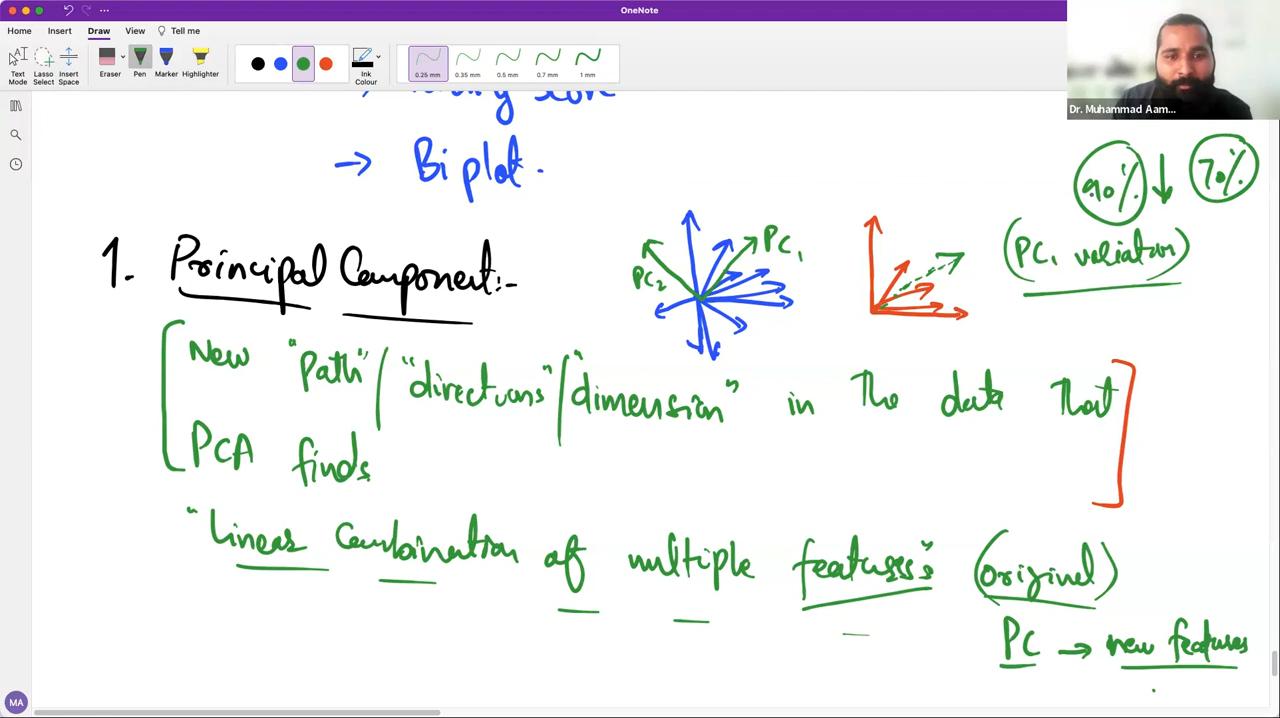 OneNote
Home Insert Draw View Tell me
Text Mode Lasso Select Insert Space Eraser Pen Marker Highlighter Ink Colour 0.25 mm 0.35 mm 0.5 mm 0.7 mm 1 mm
Dr. Muhammad Aam...
→ Bi plot.
90% ↓ 70%
1. Principal Component:-
PC2 PC1
(PC1 variation)
New "Path" / "directions" / "dimension" in the data that
PCA finds
"Linear Combination of multiple features" (original)
PC → new features
MA